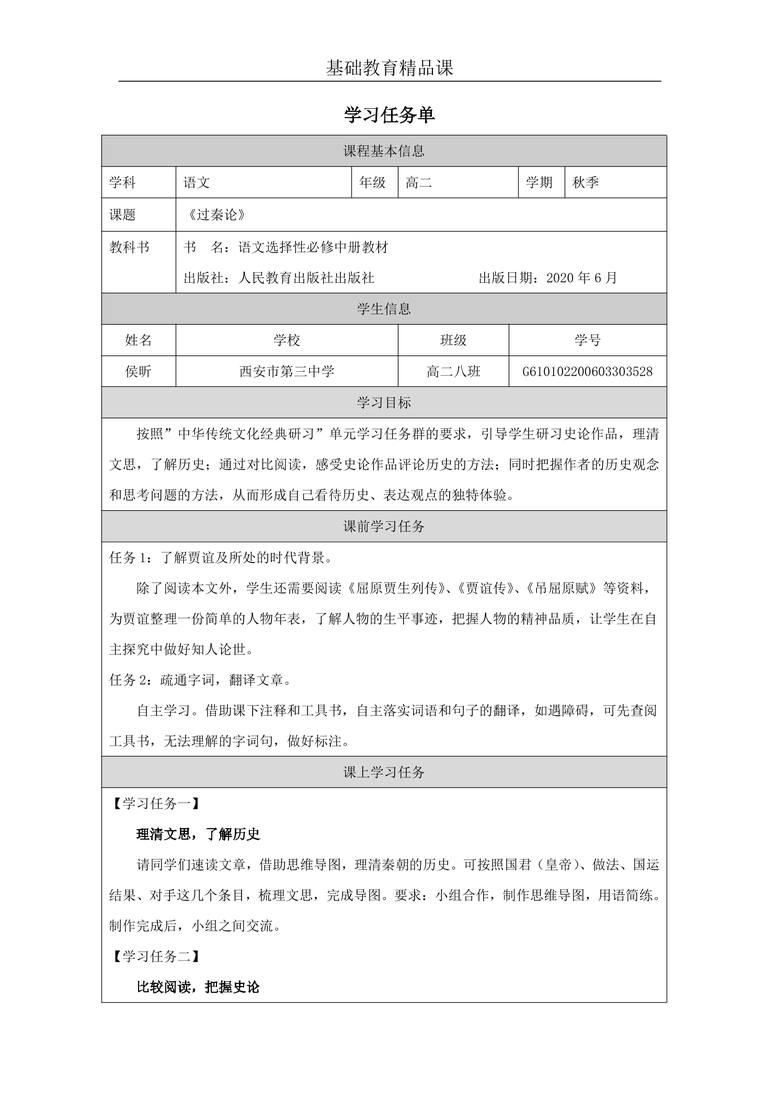 基础教育精品课
学习任务单
课程基本信息
学科 语文 年级 高二 学期 秋季
课题 《过秦论》
教科书 书 名：语文选择性必修中册教材
出版社：人民教育出版社出版社 出版日期：2020 年 6 月
学生信息
姓名 学校 班级 学号
侯昕 西安市第三中学 高二八班 G610102200603303528
学习目标
按照”中华传统文化经典研习”单元学习任务群的要求，引导学生研习史论作品，理清
文思，了解历史；通过对比阅读，感受史论作品评论历史的方法；同时把握作者的历史观念
和思考问题的方法，从而形成自己看待历史、表达观点的独特体验。
课前学习任务
任务 1：了解贾谊及所处的时代背景。
除了阅读本文外，学生还需要阅读《屈原贾生列传》、《贾谊传》、《吊屈原赋》等资料，
为贾谊整理一份简单的人物年表，了解人物的生平事迹，把握人物的精神品质，让学生在自
主探究中做好知人论世。
任务 2：疏通字词，翻译文章。
自主学习。借助课下注释和工具书，自主落实词语和句子的翻译，如遇障碍，可先查阅
工具书，无法理解的字词句，做好标注。
课上学习任务
【学习任务一】
理清文思，了解历史
请同学们速读文章，借助思维导图，理清秦朝的历史。可按照国君（皇帝）、做法、国运
结果、对手这几个条目，梳理文思，完成导图。要求：小组合作，制作思维导图，用语简练。
制作完成后，小组之间交流。
【学习任务二】
比较阅读，把握史论